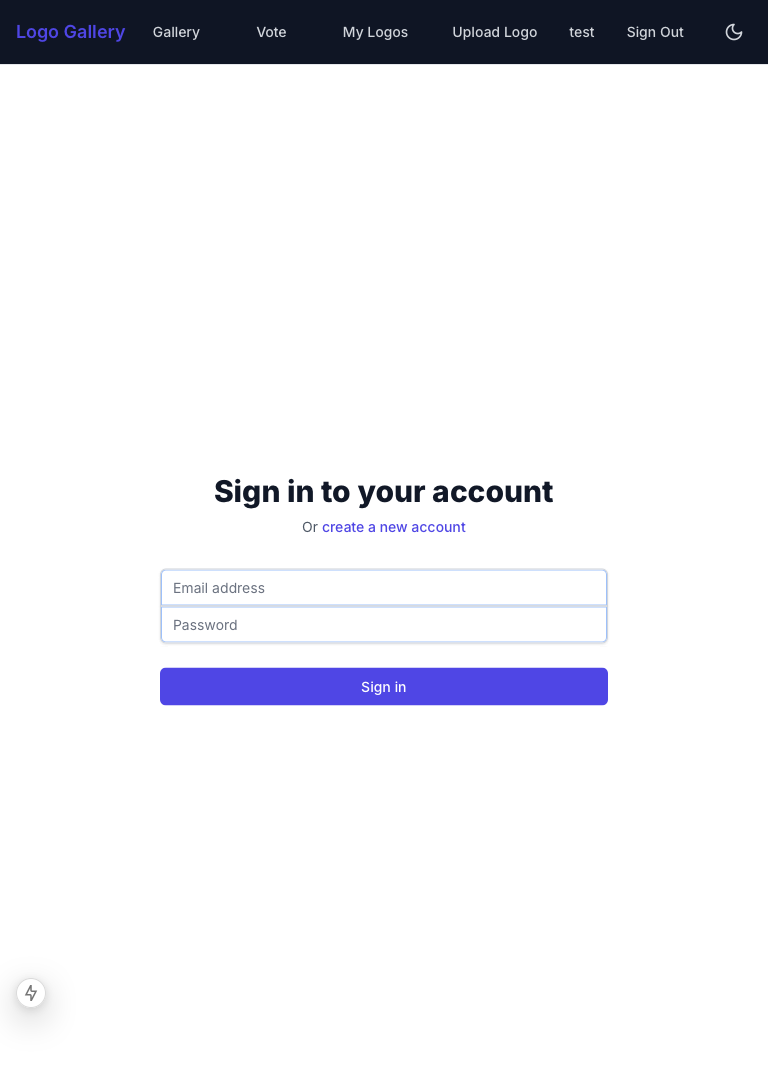 Logo Gallery Gallery Vote My Logos Upload Logo test Sign Out
Sign in to your account
Or create a new account
Email address
Password
Sign in